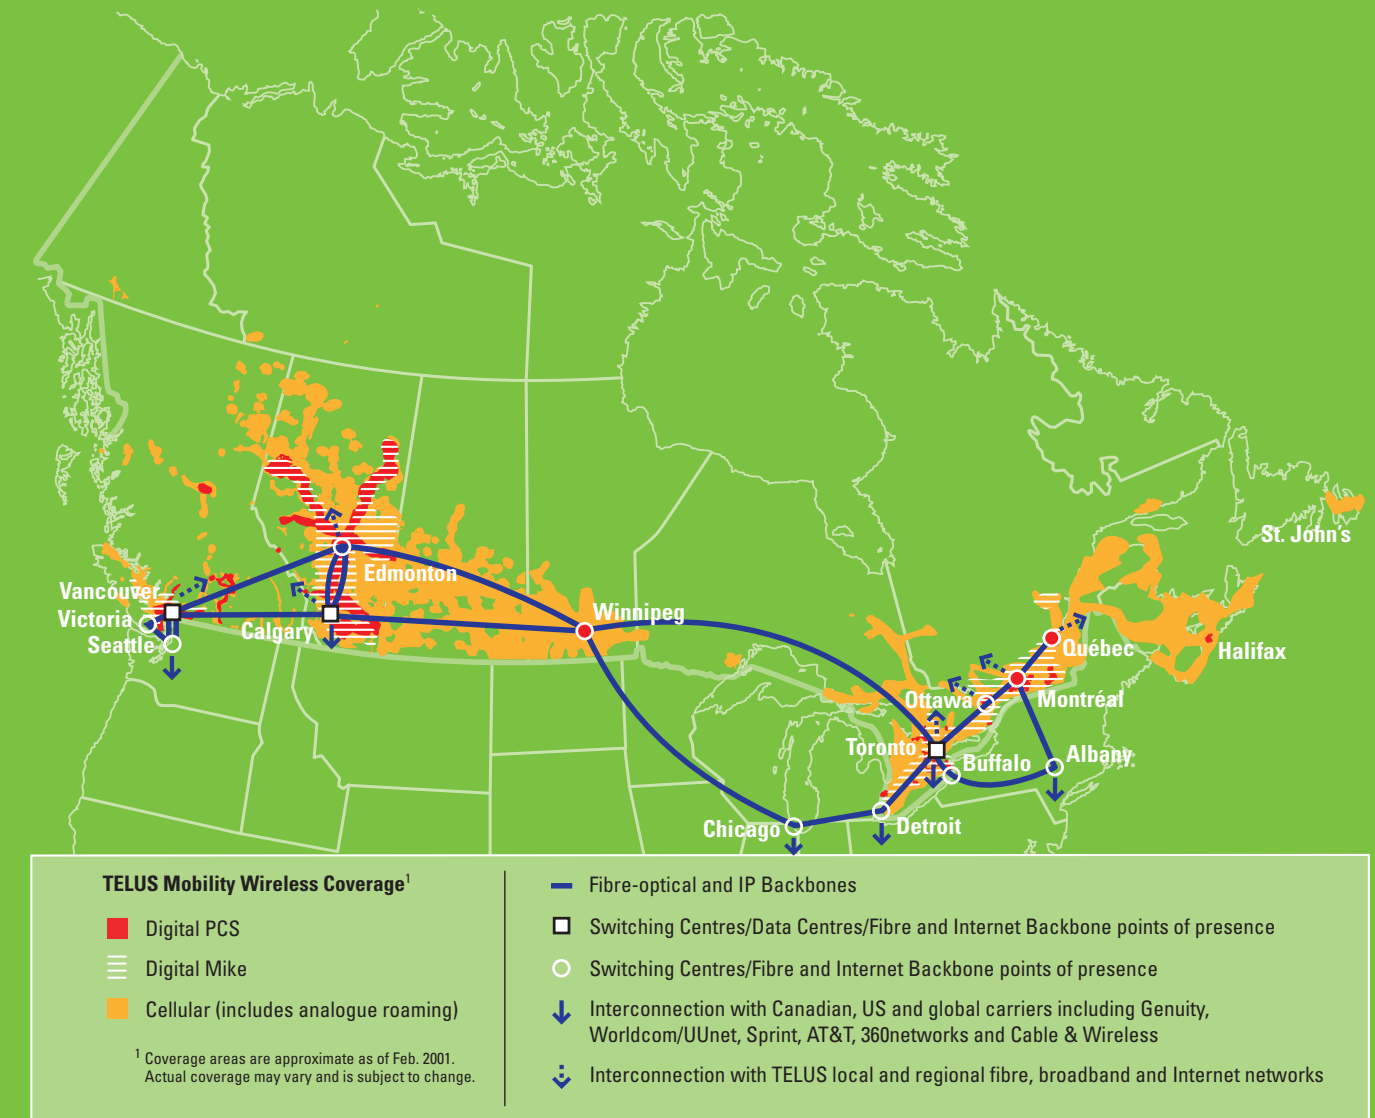 St. John's
Edmonton
Vancouver
Victoria
Seattle
Calgary
Winnipeg
Québec
Halifax
Ottawa
Montréal
Toronto
Buffalo
Albany
Chicago
Detroit
TELUS Mobility Wireless Coverage1
Digital PCS
Digital Mike
Cellular (includes analogue roaming)
1 Coverage areas are approximate as of Feb. 2001.
Actual coverage may vary and is subject to change.
Fibre-optical and IP Backbones
Switching Centres/Data Centres/Fibre and Internet Backbone points of presence
Switching Centres/Fibre and Internet Backbone points of presence
Interconnection with Canadian, US and global carriers including Genuity,
Worldcom/UUnet, Sprint, AT&T, 360networks and Cable & Wireless
Interconnection with TELUS local and regional fibre, broadband and Internet networks